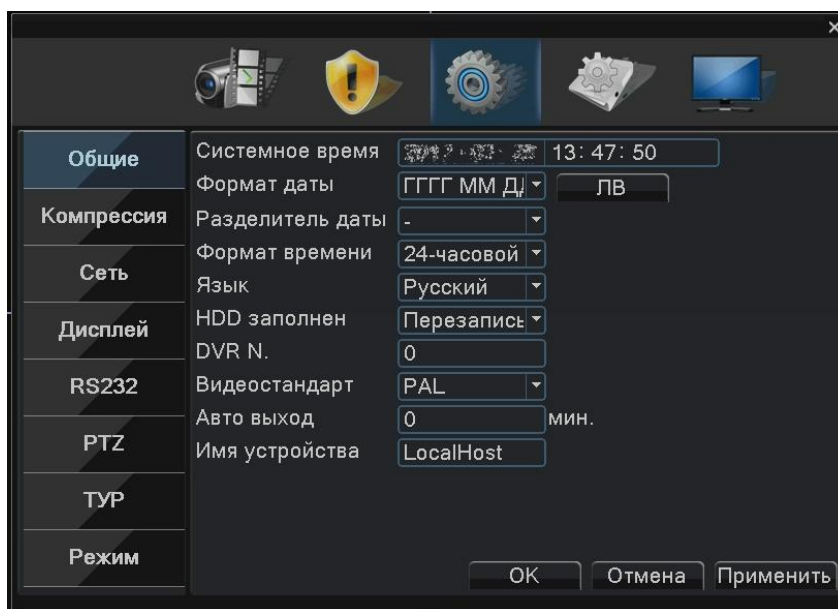 Общие
Компрессия
Сеть
Дисплей
RS232
PTZ
ТУР
Режим
Системное время 13: 47: 50
Формат даты ГГГГ ММ ДД ЛВ
Разделитель даты -
Формат времени 24-часовой
Язык Русский
HDD заполнен Перезапись
DVR N. 0
Видеостандарт PAL
Авто выход 0 мин.
Имя устройства LocalHost
OK Отмена Применить